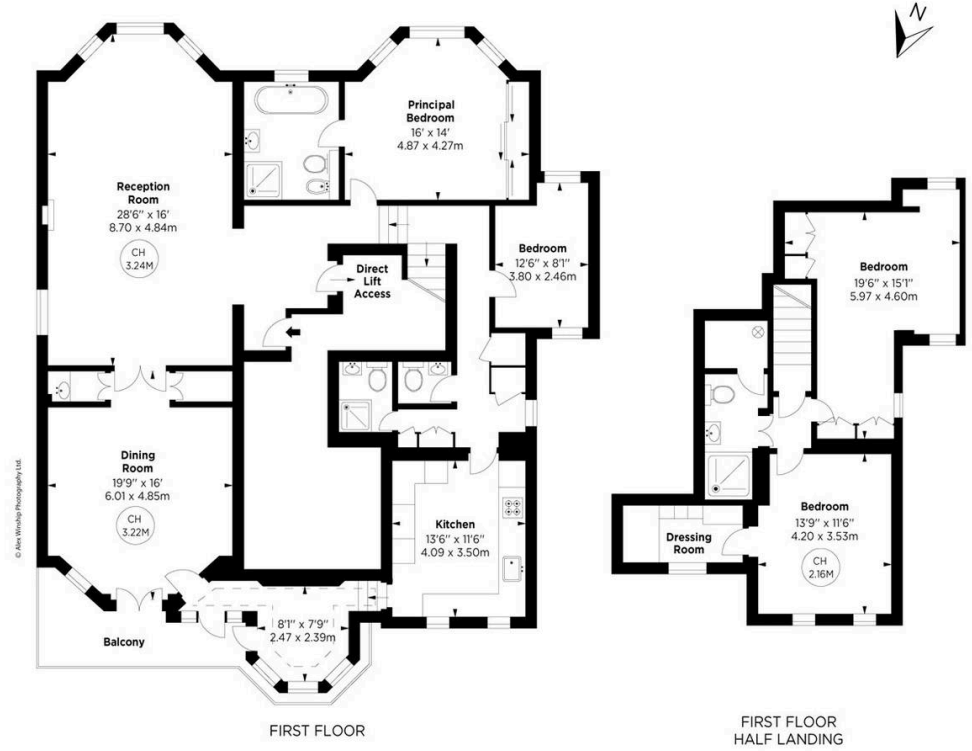 N
Principal
Bedroom
16' x 14'
4.87 x 4.27m
Reception
Room
28'6" x 16'
8.70 x 4.84m
CH
3.24M
Bedroom
12'6" x 8'1"
3.80 x 2.46m
Direct
Lift
Access
Dining
Room
19'9" x 16'
6.01 x 4.85m
CH
3.22M
Kitchen
13'6" x 11'6"
4.09 x 3.50m
8'1" x 7'9"
2.47 x 2.39m
Balcony
FIRST FLOOR
Bedroom
19'6" x 15'1"
5.97 x 4.60m
Bedroom
13'9" x 11'6"
4.20 x 3.53m
CH
2.16M
Dressing
Room
FIRST FLOOR
HALF LANDING
© Alex Winship Photography Ltd.